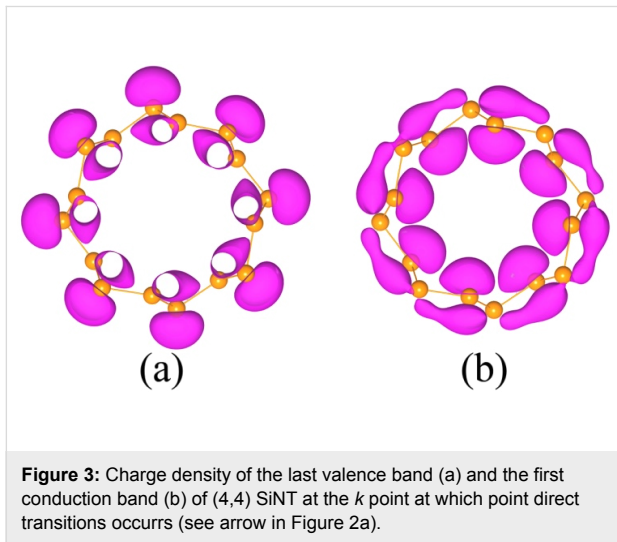 (a)
(b)
Figure 3: Charge density of the last valence band (a) and the first
conduction band (b) of (4,4) SiNT at the k point at which point direct
transitions occurrs (see arrow in Figure 2a).